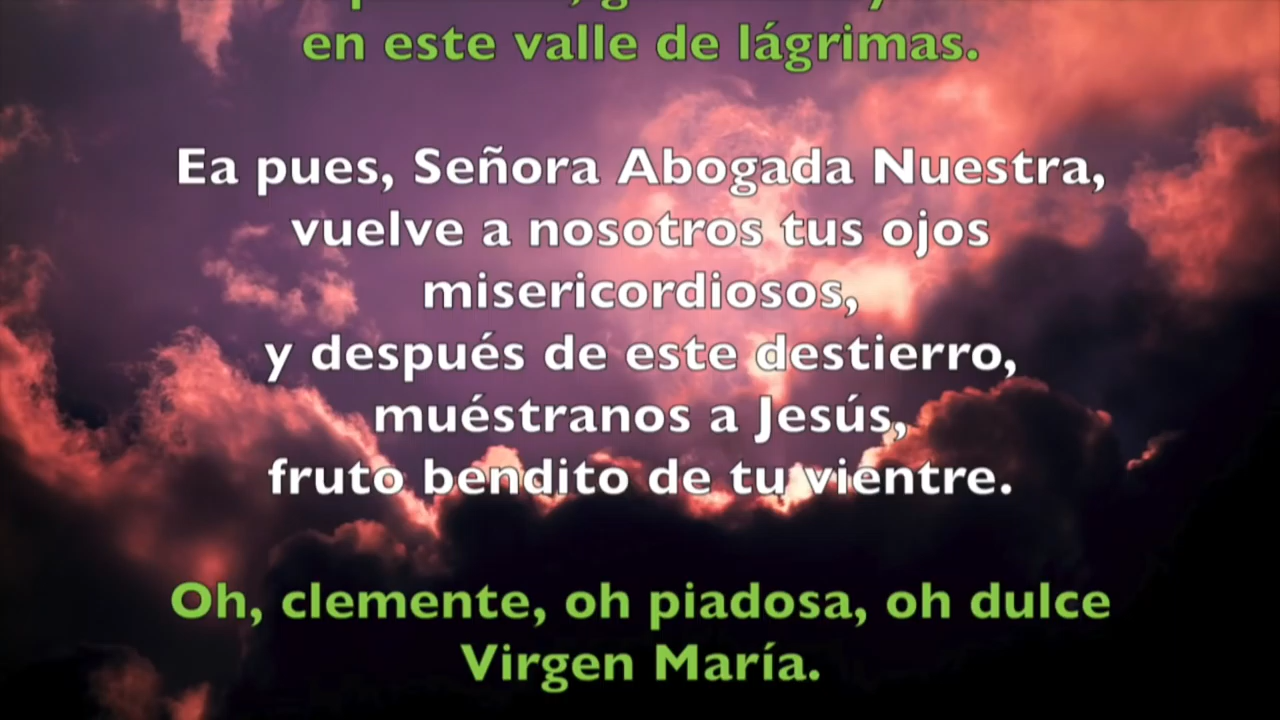 en este valle de lágrimas.
Ea pues, Señora Abogada Nuestra,
vuelve a nosotros tus ojos
misericordiosos,
y después de este destierro,
muéstranos a Jesús,
fruto bendito de tu vientre.
Oh, clemente, oh piadosa, oh dulce
Virgen María.